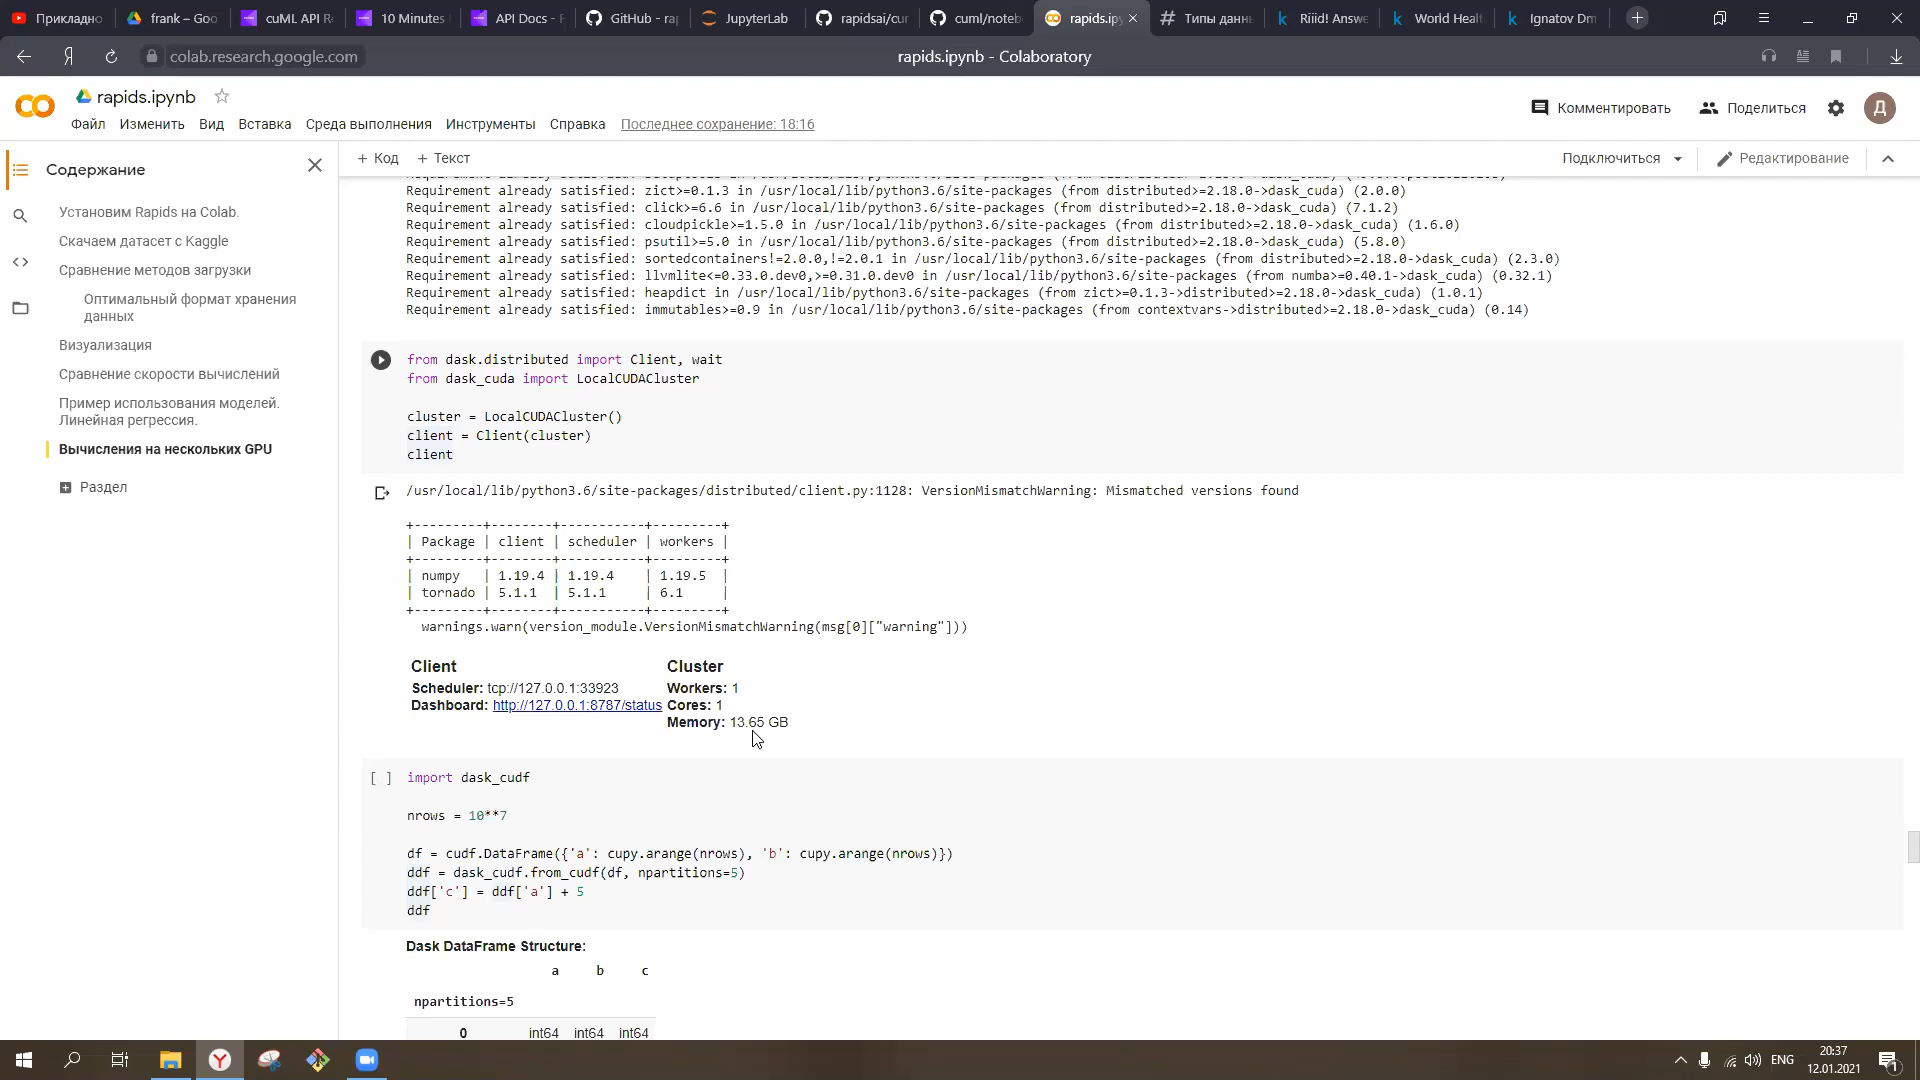 Прикладно
frank – Goo
cuML API R
10 Minutes
API Docs - F
GitHub - ra
JupyterLab
rapidsai/cu
cuml/noteb
rapids.ipy
Типы данн
Riiid! Answe
World Healt
Ignatov Dm
colab.research.google.com
rapids.ipynb - Colaboratory
rapids.ipynb
Файл Изменить Вид Вставка Среда выполнения Инструменты Справка Последнее сохранение: 18:16
Комментировать
Поделиться
Д
Содержание
+ Код + Текст
Подключиться
Редактирование
Установим Rapids на Colab.
Скачаем датасет с Kaggle
Сравнение методов загрузки
Оптимальный формат хранения
данных
Визуализация
Сравнение скорости вычислений
Пример использования моделей.
Линейная регрессия.
Вычисления на нескольких GPU
Раздел
Requirement already satisfied: zict>=0.1.3 in /usr/local/lib/python3.6/site-packages (from distributed>=2.18.0->dask_cuda) (2.0.0)
Requirement already satisfied: click>=6.6 in /usr/local/lib/python3.6/site-packages (from distributed>=2.18.0->dask_cuda) (7.1.2)
Requirement already satisfied: cloudpickle>=1.5.0 in /usr/local/lib/python3.6/site-packages (from distributed>=2.18.0->dask_cuda) (1.6.0)
Requirement already satisfied: psutil>=5.0 in /usr/local/lib/python3.6/site-packages (from distributed>=2.18.0->dask_cuda) (5.8.0)
Requirement already satisfied: sortedcontainers!=2.0.0,!=2.0.1 in /usr/local/lib/python3.6/site-packages (from distributed>=2.18.0->dask_cuda) (2.3.0)
Requirement already satisfied: llvmlite<=0.33.0.dev0,>=0.31.0.dev0 in /usr/local/lib/python3.6/site-packages (from numba>=0.40.1->dask_cuda) (0.32.1)
Requirement already satisfied: heapdict in /usr/local/lib/python3.6/site-packages (from zict>=0.1.3->distributed>=2.18.0->dask_cuda) (1.0.1)
Requirement already satisfied: immutables>=0.9 in /usr/local/lib/python3.6/site-packages (from contextvars->distributed>=2.18.0->dask_cuda) (0.14)
from dask.distributed import Client, wait
from dask_cuda import LocalCUDACluster
cluster = LocalCUDACluster()
client = Client(cluster)
client
/usr/local/lib/python3.6/site-packages/distributed/client.py:1128: VersionMismatchWarning: Mismatched versions found
+---------+--------+-----------+---------+
| Package | client | scheduler | workers |
+---------+--------+-----------+---------+
| numpy | 1.19.4 | 1.19.4 | 1.19.5 |
| tornado | 5.1.1 | 5.1.1 | 6.1 |
+---------+--------+-----------+---------+
warnings.warn(version_module.VersionMismatchWarning(msg[0]["warning"]))
Client
Scheduler: tcp://127.0.0.1:33923
Dashboard: http://127.0.0.1:8787/status
Cluster
Workers: 1
Cores: 1
Memory: 13.65 GB
[ ] import dask_cudf
nrows = 10**7
df = cudf.DataFrame({'a': cupy.arange(nrows), 'b': cupy.arange(nrows)})
ddf = dask_cudf.from_cudf(df, npartitions=5)
ddf['c'] = ddf['a'] + 5
ddf
Dask DataFrame Structure:
a b c
npartitions=5
0 int64 int64 int64
ENG
20:37
12.01.2021
1